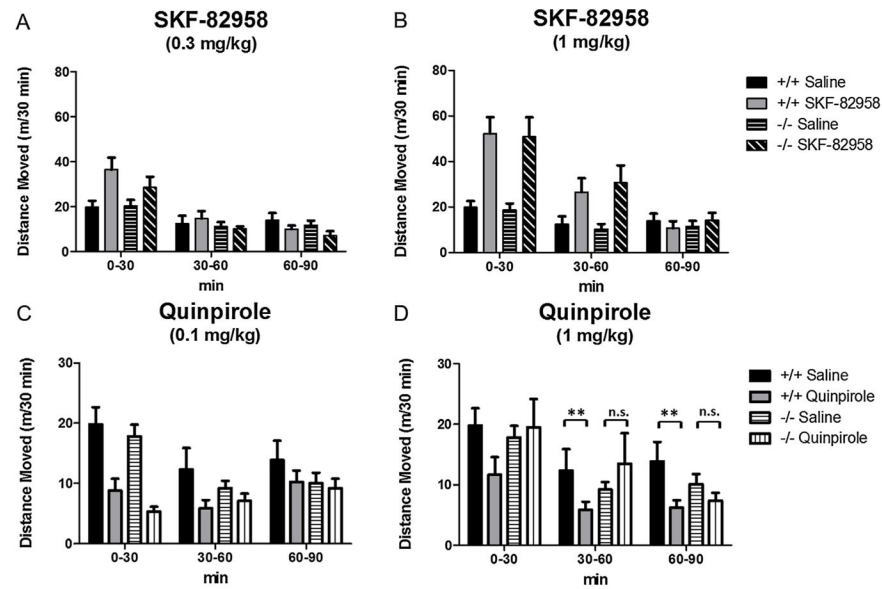 A
SKF-82958
(0.3 mg/kg)
Distance Moved (m/30 min)
80
60
40
20
0
0-30
30-60
60-90
min
B
SKF-82958
(1 mg/kg)
Distance Moved (m/30 min)
80
60
40
20
0
0-30
30-60
60-90
min
+/+ Saline
+/+ SKF-82958
-/- Saline
-/- SKF-82958
C
Quinpirole
(0.1 mg/kg)
Distance Moved (m/30 min)
30
20
10
0
0-30
30-60
60-90
min
D
Quinpirole
(1 mg/kg)
Distance Moved (m/30 min)
30
20
10
0
**
n.s.
**
n.s.
0-30
30-60
60-90
min
+/+ Saline
+/+ Quinpirole
-/- Saline
-/- Quinpirole